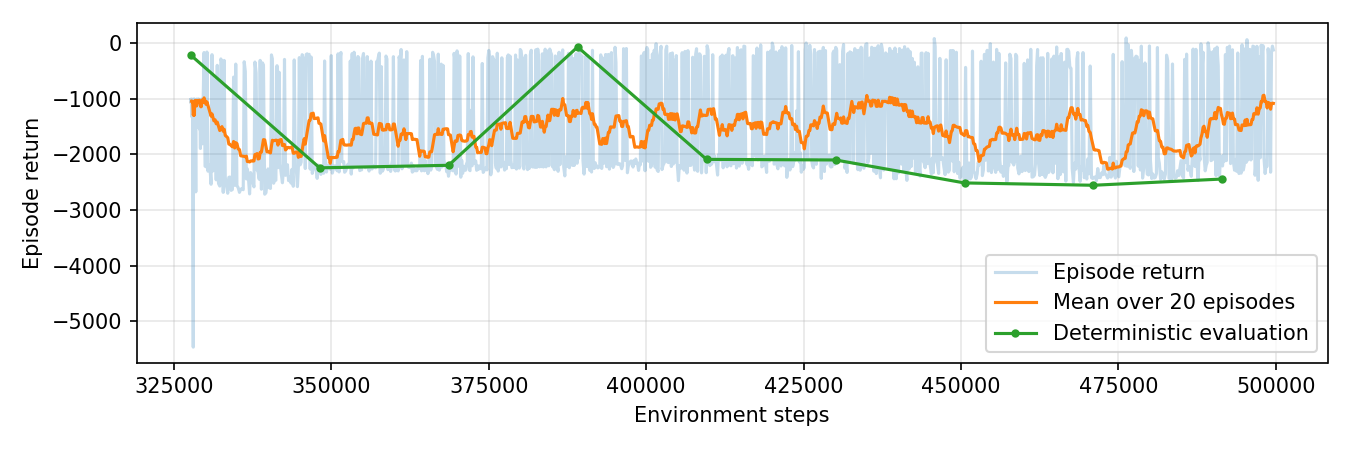 0
−1000
−2000
−3000
−4000
−5000
Episode return
325000 350000 375000 400000 425000 450000 475000 500000
Environment steps
Episode return
Mean over 20 episodes
Deterministic evaluation